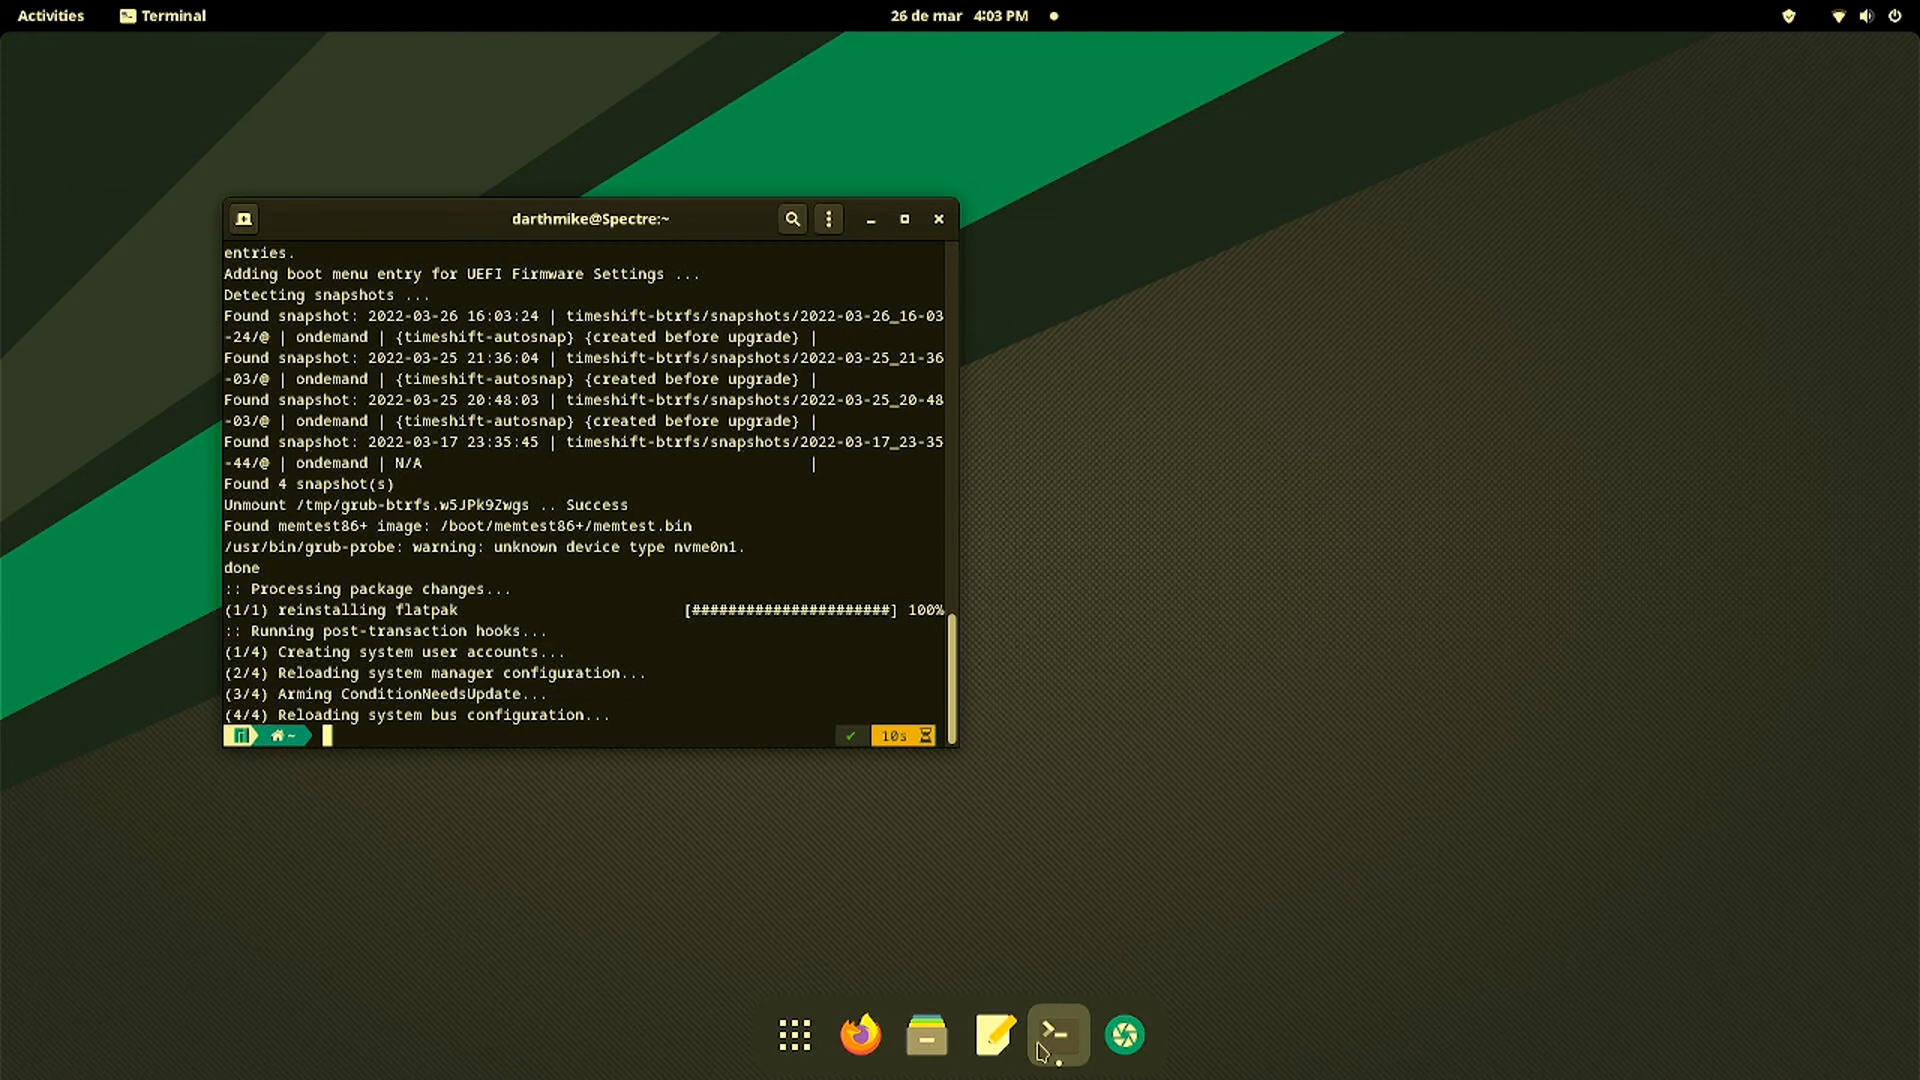 Activities Terminal 26 de mar 4:03 PM
darthmike@Spectre:~
entries.
Adding boot menu entry for UEFI Firmware Settings ...
Detecting snapshots ...
Found snapshot: 2022-03-26 16:03:24 | timeshift-btrfs/snapshots/2022-03-26_16-03
-24/@ | ondemand | {timeshift-autosnap} {created before upgrade} |
Found snapshot: 2022-03-25 21:36:04 | timeshift-btrfs/snapshots/2022-03-25_21-36
-03/@ | ondemand | {timeshift-autosnap} {created before upgrade} |
Found snapshot: 2022-03-25 20:48:03 | timeshift-btrfs/snapshots/2022-03-25_20-48
-03/@ | ondemand | {timeshift-autosnap} {created before upgrade} |
Found snapshot: 2022-03-17 23:35:45 | timeshift-btrfs/snapshots/2022-03-17_23-35
-44/@ | ondemand | N/A |
Found 4 snapshot(s)
Unmount /tmp/grub-btrfs.w5JPk9Zwgs .. Success
Found memtest86+ image: /boot/memtest86+/memtest.bin
/usr/bin/grub-probe: warning: unknown device type nvme0n1.
done
:: Processing package changes...
(1/1) reinstalling flatpak [######################] 100%
:: Running post-transaction hooks...
(1/4) Creating system user accounts...
(2/4) Reloading system manager configuration...
(3/4) Arming ConditionNeedsUpdate...
(4/4) Reloading system bus configuration...
~ ✓ 10s